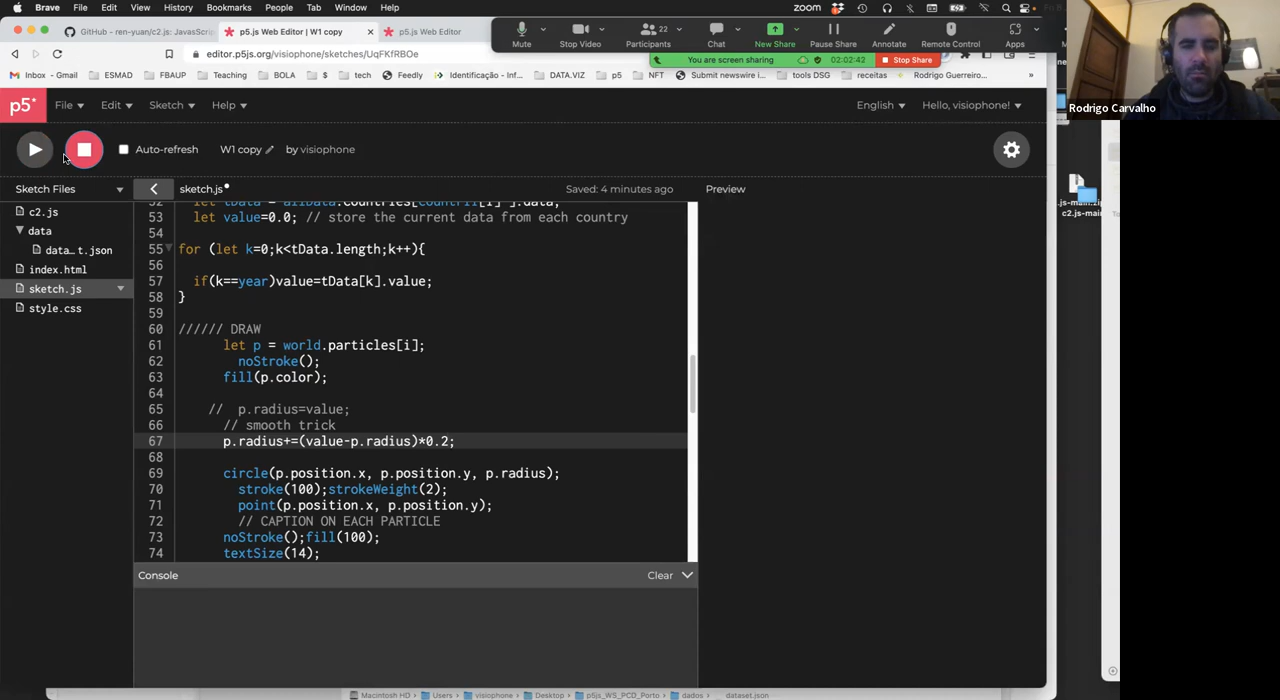 Brave File Edit View History Bookmarks People Tab Window Help
zoom
GitHub - ren-yuan/c2.js: JavaScri
p5.js Web Editor | W1 copy
p5.js Web Editor
Mute
Stop Video
Participants
22
Chat
New Share
Pause Share
Annotate
Remote Control
Apps
editor.p5js.org/visiophone/sketches/UqFKfRBOe
You are screen sharing
02:02:42
Stop Share
Inbox - Gmail ESMAD FBAUP Teaching BOLA $ tech Feedly Identificação - Inf... DATA.VIZ p5 NFT Submit newswire i... tools DSG receitas Rodrigo Guerreiro... »
Rodrigo Carvalho
p5*
File Edit Sketch Help
English Hello, visiophone!
Auto-refresh
W1 copy
by visiophone
Sketch Files
sketch.js
Saved: 4 minutes ago
Preview
c2.js
data
data...t.json
index.html
sketch.js
style.css
53 let value=0.0; // store the current data from each country
54
55 for (let k=0;k<tData.length;k++){
56
57 if(k==year)value=tData[k].value;
58 }
59
60 ////// DRAW
61 let p = world.particles[i];
62 noStroke();
63 fill(p.color);
64
65 // p.radius=value;
66 // smooth trick
67 p.radius+=(value-p.radius)*0.2;
68
69 circle(p.position.x, p.position.y, p.radius);
70 stroke(100);strokeWeight(2);
71 point(p.position.x, p.position.y);
72 // CAPTION ON EACH PARTICLE
73 noStroke();fill(100);
74 textSize(14);
Console
Clear
.js-main.zip
c2.js-mai
Macintosh HD Users visiophone Desktop p5js_WS_PCD_Porto dados dataset.json